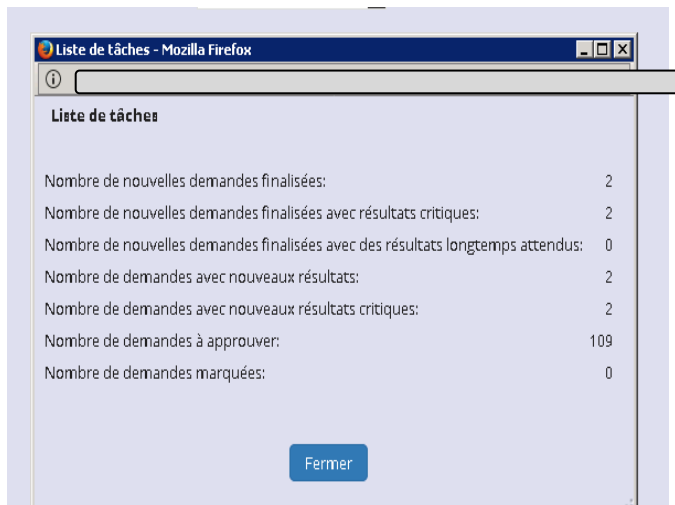 Liste de tâches - Mozilla Firefox
Liste de tâches
Nombre de nouvelles demandes finalisées: 2
Nombre de nouvelles demandes finalisées avec résultats critiques: 2
Nombre de nouvelles demandes finalisées avec des résultats longtemps attendus: 0
Nombre de demandes avec nouveaux résultats: 2
Nombre de demandes avec nouveaux résultats critiques: 2
Nombre de demandes à approuver: 109
Nombre de demandes marquées: 0
Fermer